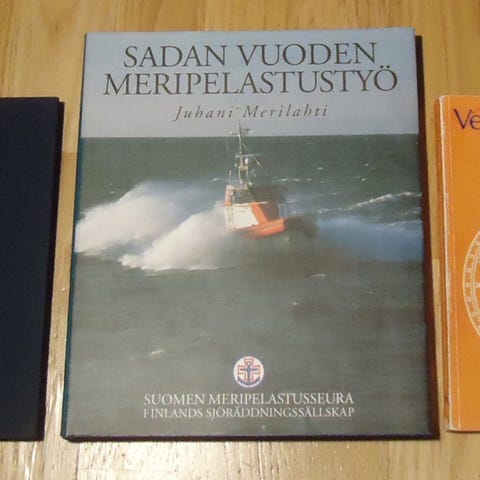 SADAN VUODEN
MERIPELASTUSTYÖ
Juhani Merilahti
SUOMEN MERIPELASTUSSEURA
FINLANDS SJÖRÄDDNINGSSÄLLSKAP
Ve